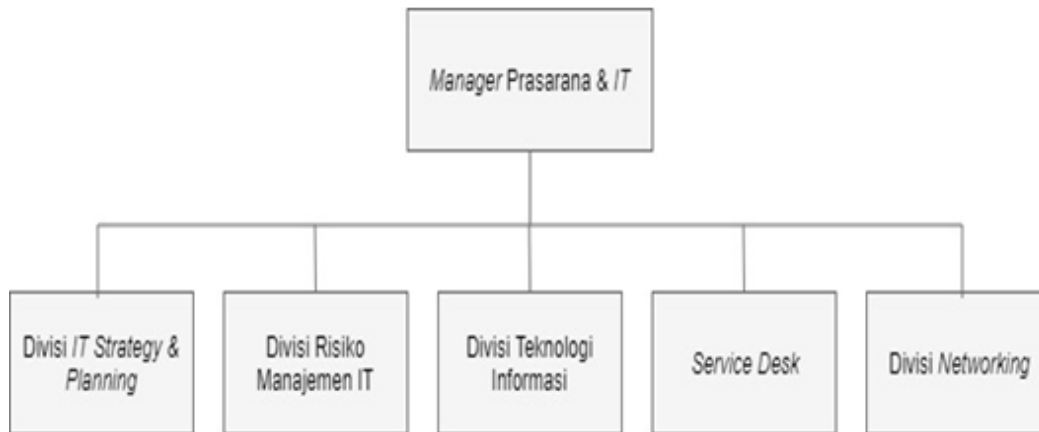 Manager Prasarana & IT
Divisi IT Strategy &
Planning
Divisi Risiko
Manajemen IT
Divisi Teknologi
Informasi
Service Desk
Divisi Networking